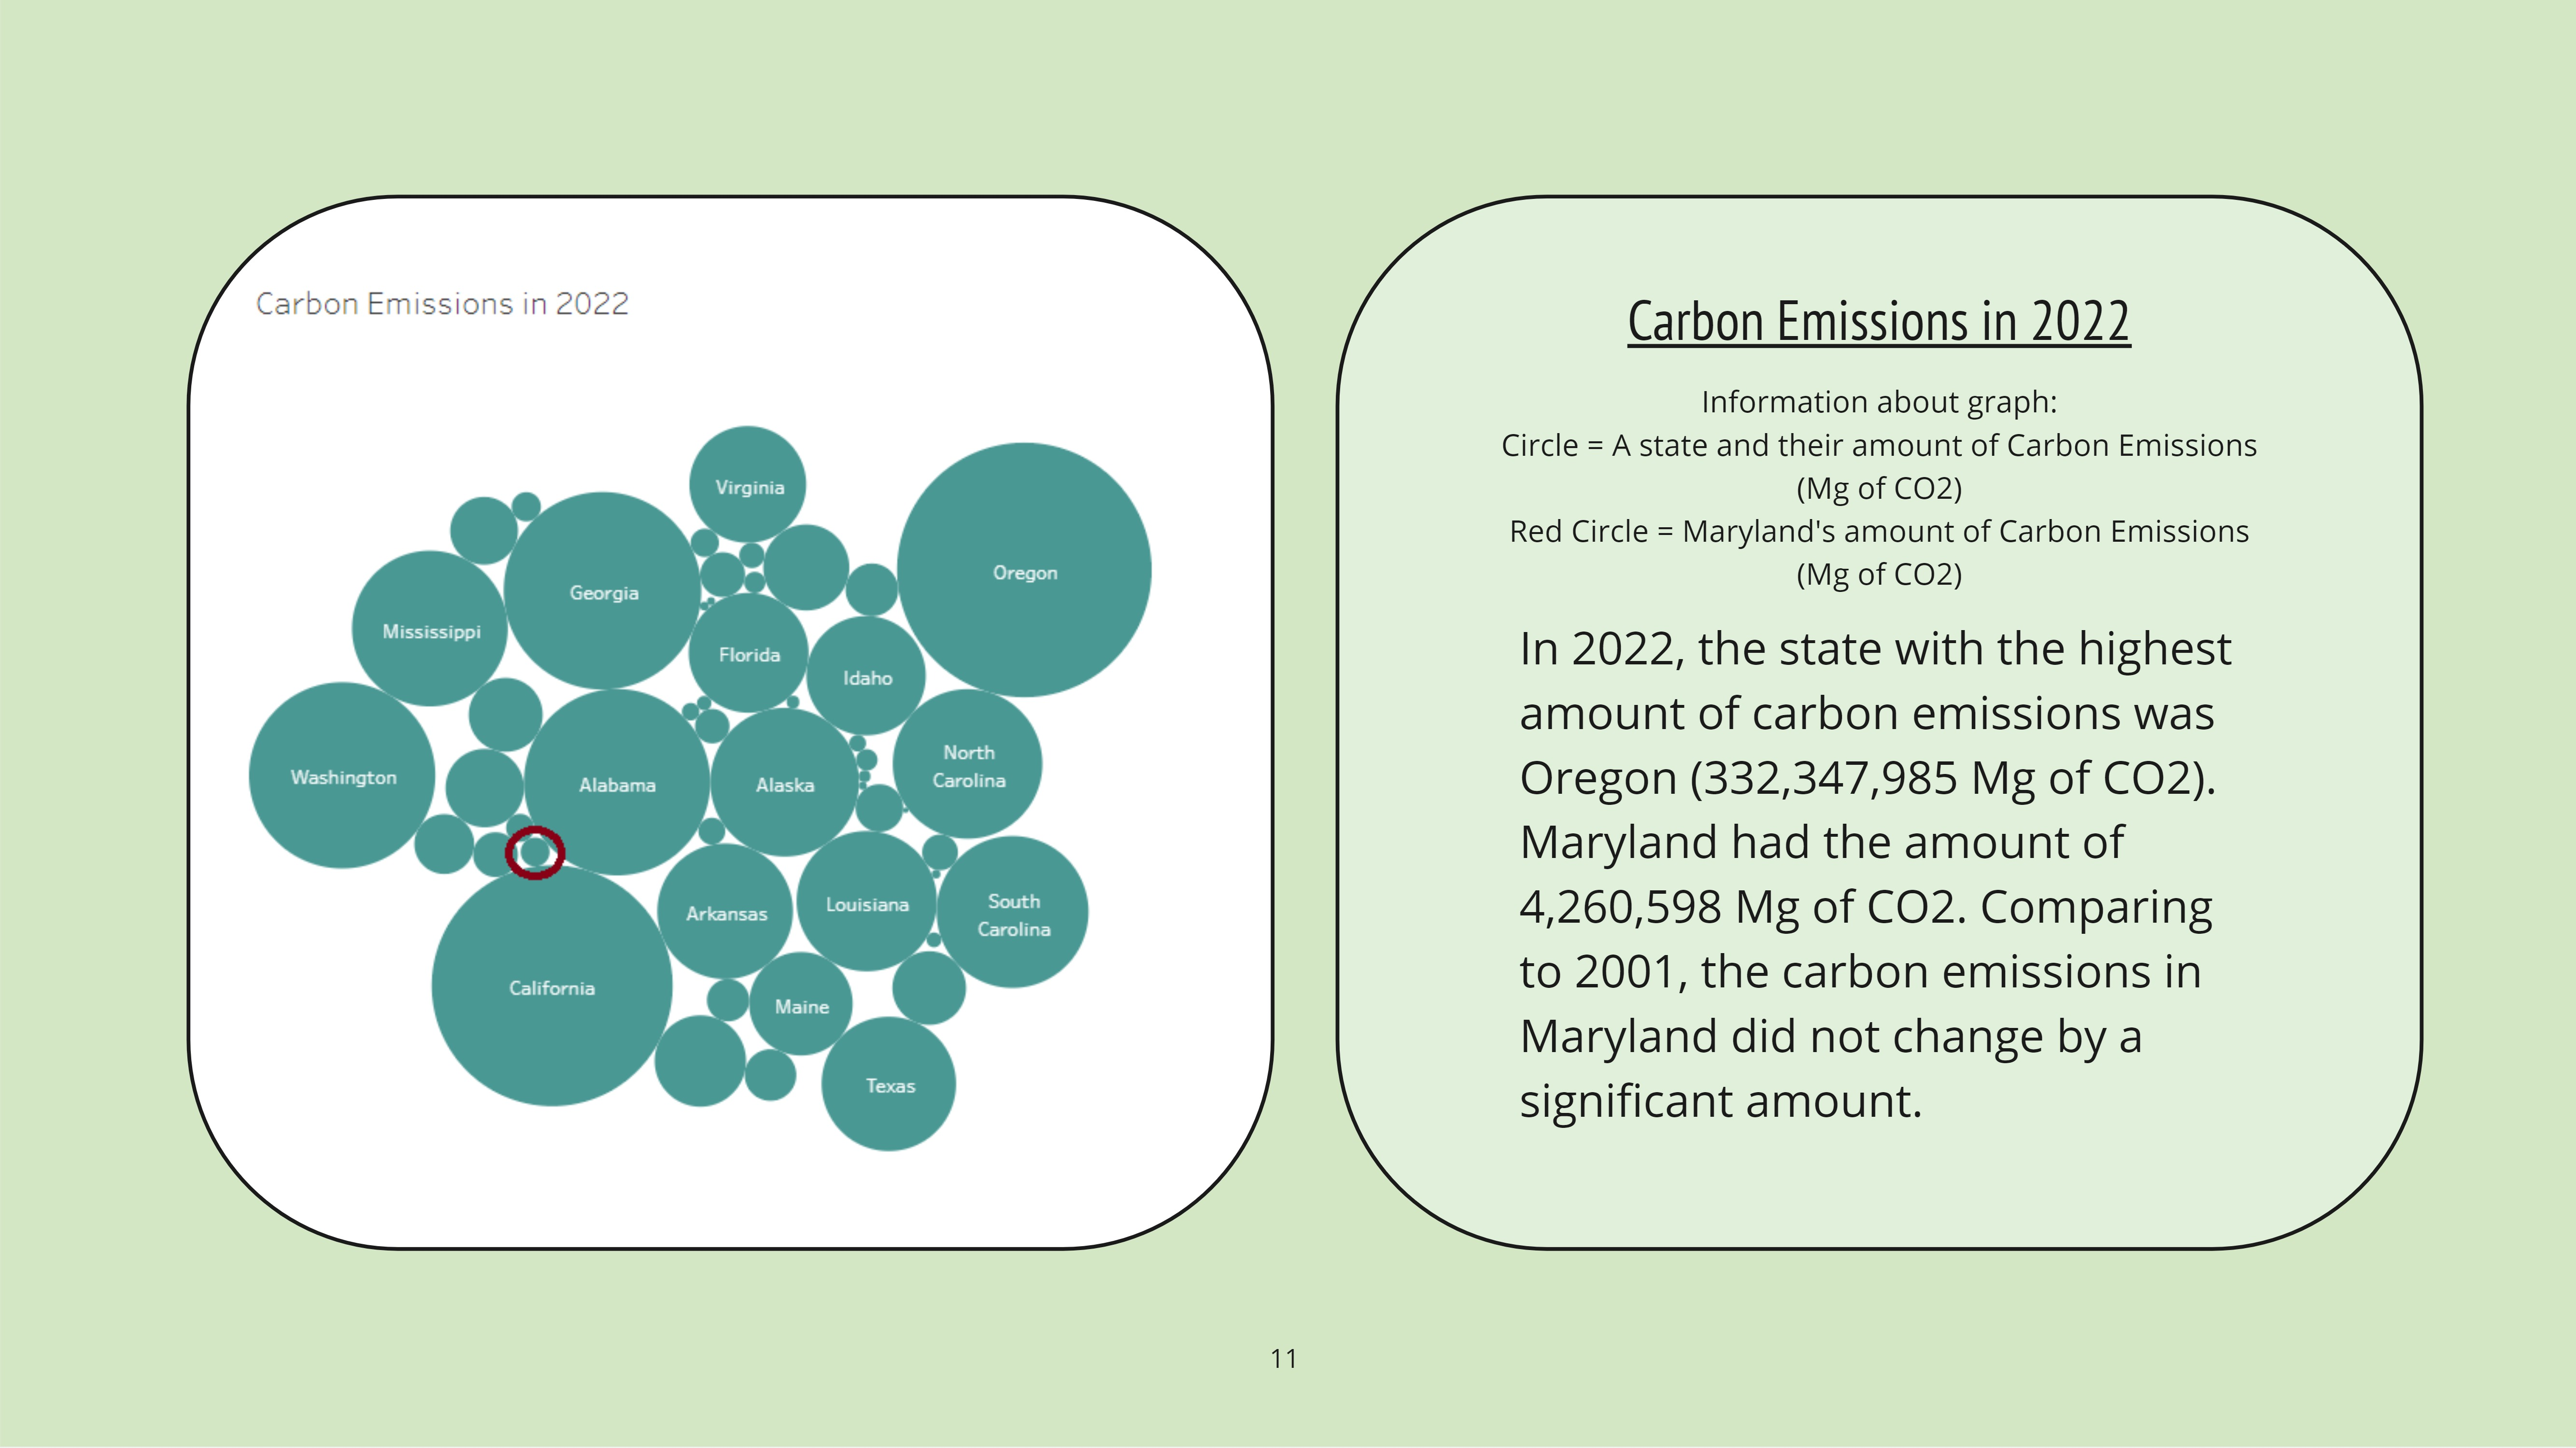 Carbon Emissions in 2022
Virginia
Oregon
Georgia
Mississippi
Florida
Idaho
North
Carolina
Washington
Alabama
Alaska
Arkansas
Louisiana
South
Carolina
California
Maine
Texas
Carbon Emissions in 2022
Information about graph:
Circle = A state and their amount of Carbon Emissions
(Mg of CO2)
Red Circle = Maryland's amount of Carbon Emissions
(Mg of CO2)
In 2022, the state with the highest
amount of carbon emissions was
Oregon (332,347,985 Mg of CO2).
Maryland had the amount of
4,260,598 Mg of CO2. Comparing
to 2001, the carbon emissions in
Maryland did not change by a
significant amount.
11